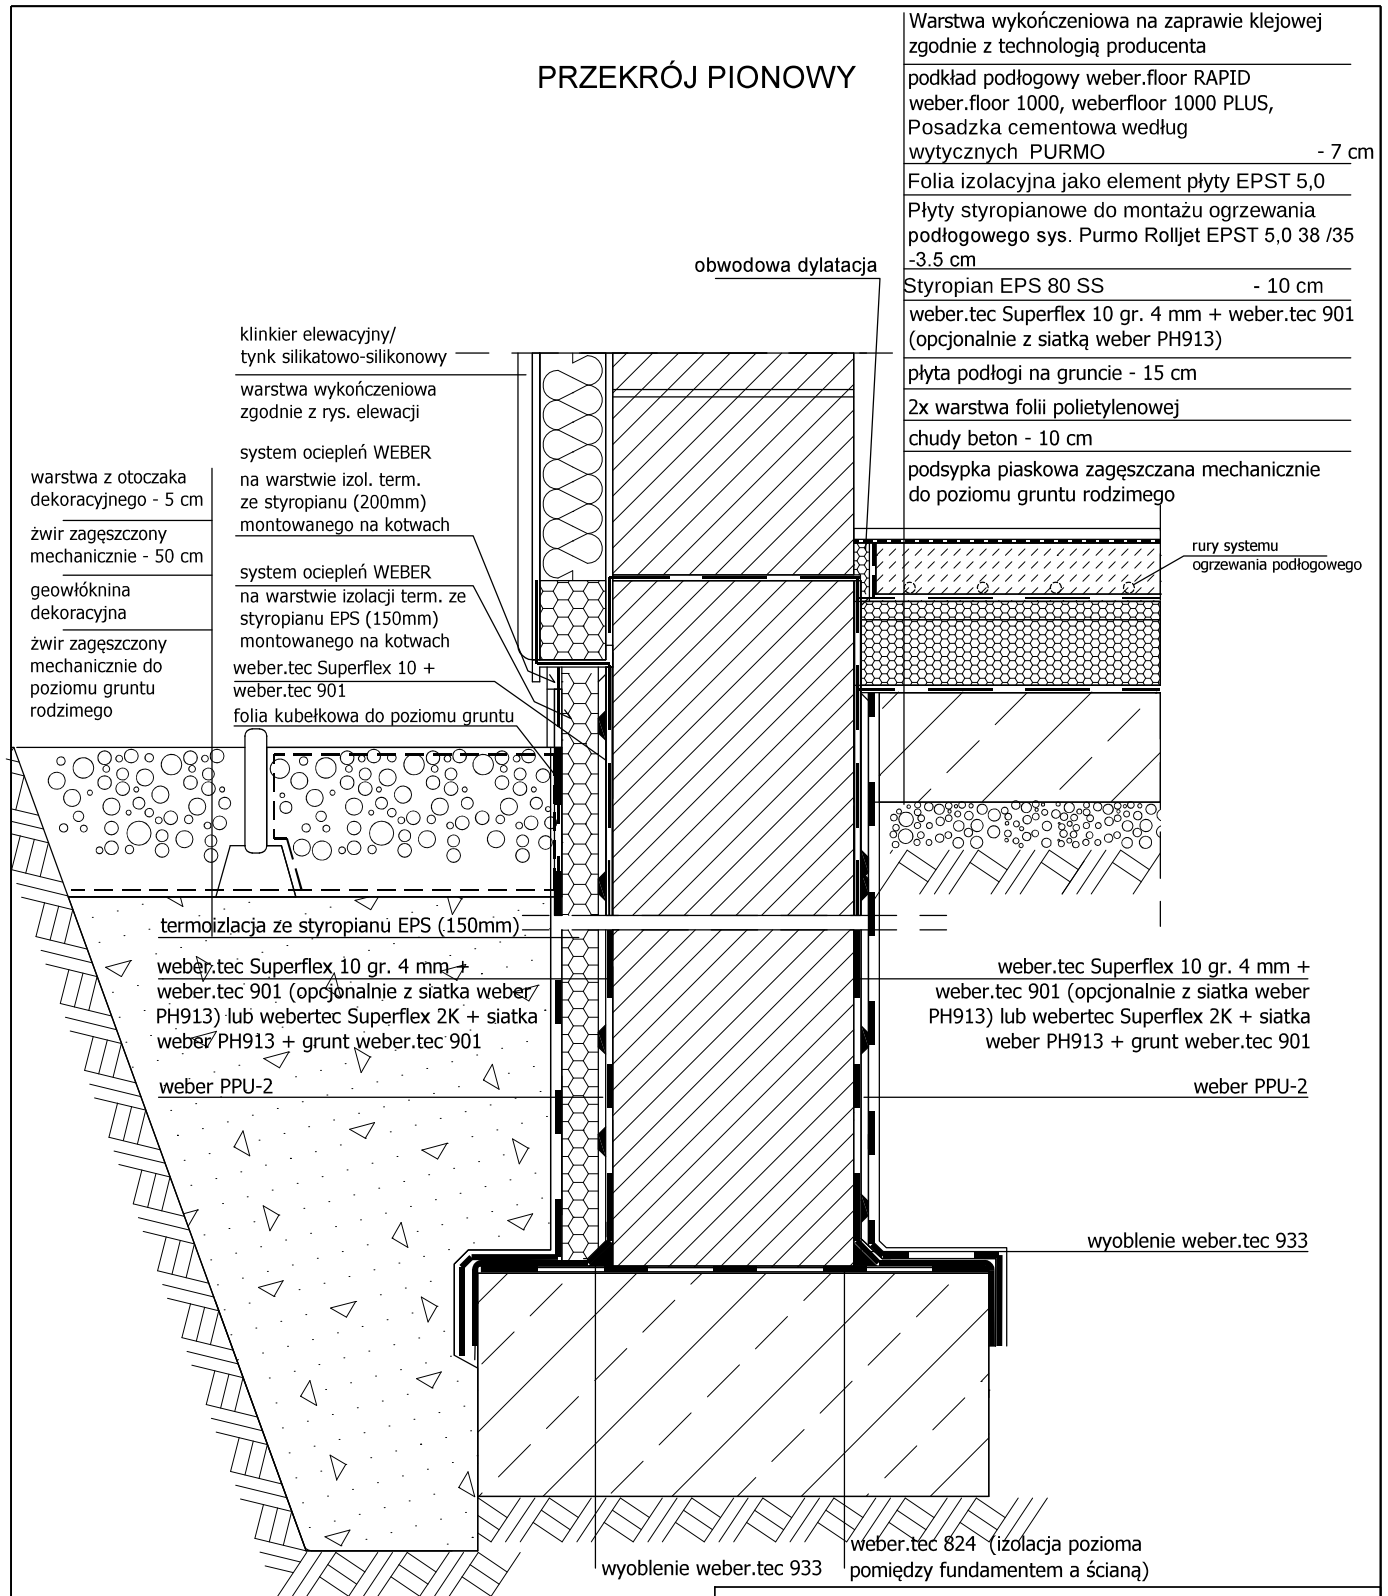 PRZEKRÓJ PIONOWY
Warstwa wykończeniowa na zaprawie klejowej
zgodnie z technologią producenta
podkład podłogowy weber.floor RAPID
weber.floor 1000, weberfloor 1000 PLUS,
Posadzka cementowa według
wytycznych PURMO - 7 cm
Folia izolacyjna jako element płyty EPST 5,0
Płyty styropianowe do montażu ogrzewania
podłogowego sys. Purmo Rolljet EPST 5,0 38 /35
-3.5 cm
Styropian EPS 80 SS - 10 cm
weber.tec Superflex 10 gr. 4 mm + weber.tec 901
(opcjonalnie z siatką weber PH913)
płyta podłogi na gruncie - 15 cm
2x warstwa folii polietylenowej
chudy beton - 10 cm
podsypka piaskowa zagęszczana mechanicznie
do poziomu gruntu rodzimego
obwodowa dylatacja
rury systemu
ogrzewania podłogowego
klinkier elewacyjny/
tynk silikatowo-silikonowy
warstwa wykończeniowa
zgodnie z rys. elewacji
system ociepleń WEBER
na warstwie izol. term.
ze styropianu (200mm)
montowanego na kotwach
system ociepleń WEBER
na warstwie izolacji term. ze
styropianu EPS (150mm)
montowanego na kotwach
weber.tec Superflex 10 +
weber.tec 901
folia kubełkowa do poziomu gruntu
warstwa z otoczaka
dekoracyjnego - 5 cm
żwir zagęszczony
mechanicznie - 50 cm
geowłóknina
dekoracyjna
żwir zagęszczony
mechanicznie do
poziomu gruntu
rodzimego
termoizlacja ze styropianu EPS (150mm)
weber.tec Superflex 10 gr. 4 mm +
weber.tec 901 (opcjonalnie z siatka weber
PH913) lub webertec Superflex 2K + siatka
weber PH913 + grunt weber.tec 901
weber PPU-2
weber.tec Superflex 10 gr. 4 mm +
weber.tec 901 (opcjonalnie z siatka weber
PH913) lub webertec Superflex 2K + siatka
weber PH913 + grunt weber.tec 901
weber PPU-2
wyoblenie weber.tec 933
wyoblenie weber.tec 933
weber.tec 824 (izolacja pozioma
pomiędzy fundamentem a ścianą)